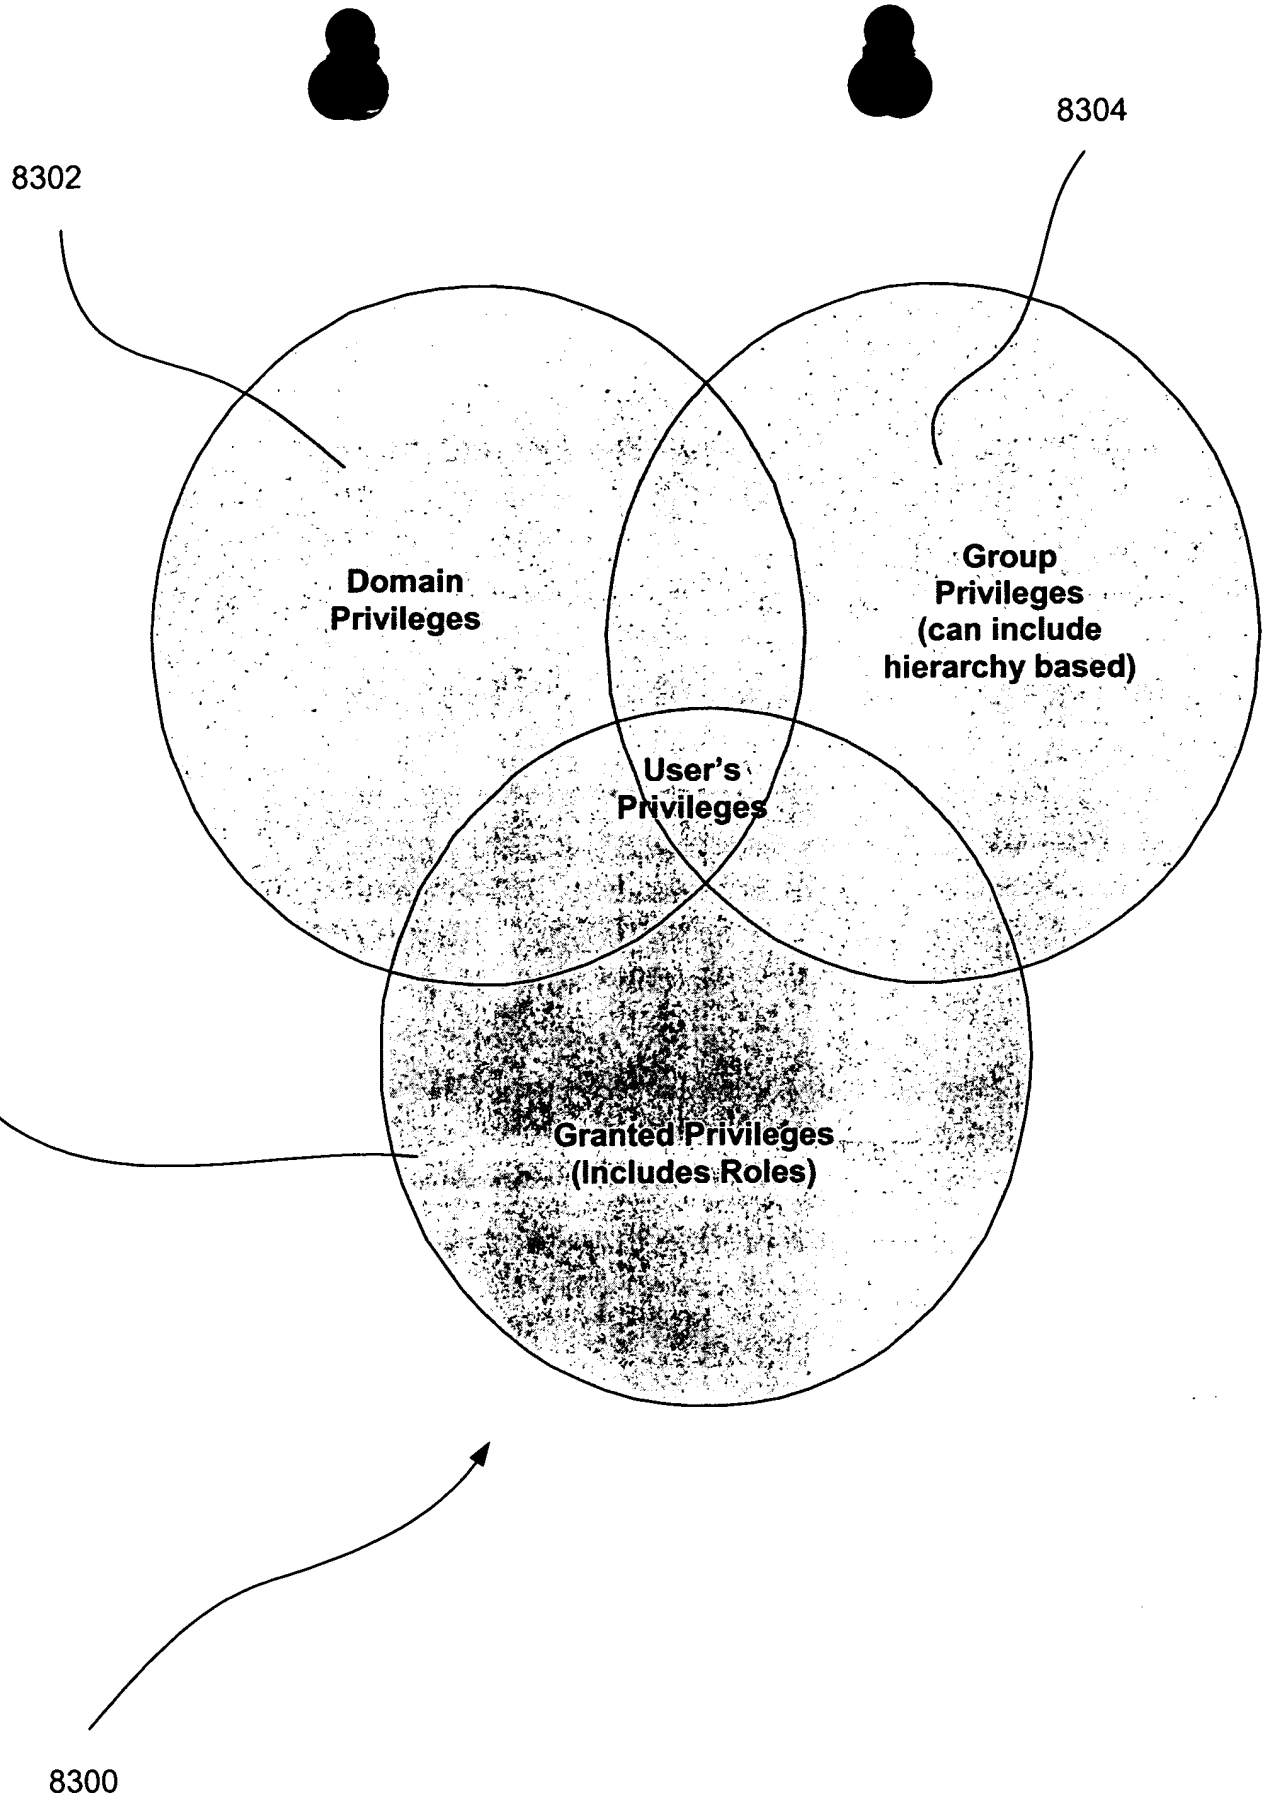 8304
8302
Domain
Privileges
Group
Privileges
(can include
hierarchy based)
User's
Privileges
Granted Privileges
(Includes Roles)
8300